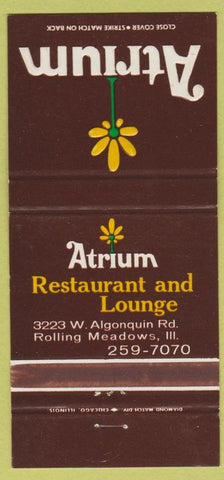 CLOSE COVER • STRIKE MATCH ON BACK
Atrium
Atrium
Restaurant and
Lounge
3223 W. Algonquin Rd.
Rolling Meadows, Ill.
259-7070
DIAMOND MATCH DIV. • CHICAGO, ILLINOIS